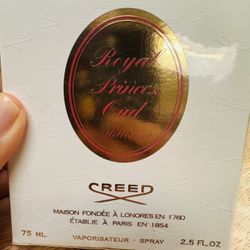 Royal
Princess
Oud
CREED
MAISON FONDÉE À LONDRES EN 1760
ÉTABLIE À PARIS EN 1854
75 ML
VAPORISATEUR - SPRAY
2.5 FL.OZ